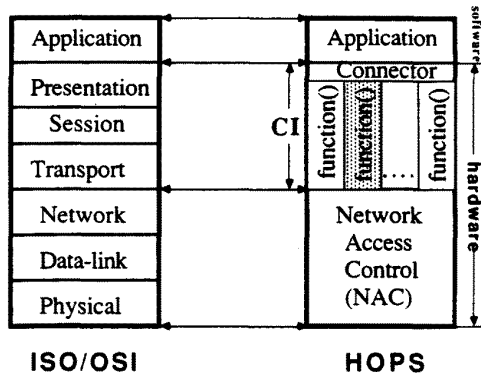 Application
Presentation
Session
Transport
Network
Data-link
Physical
ISO/OSI
CI
Application
Connector
function()
function()
....
function()
Network
Access
Control
(NAC)
HOPS
software
hardware